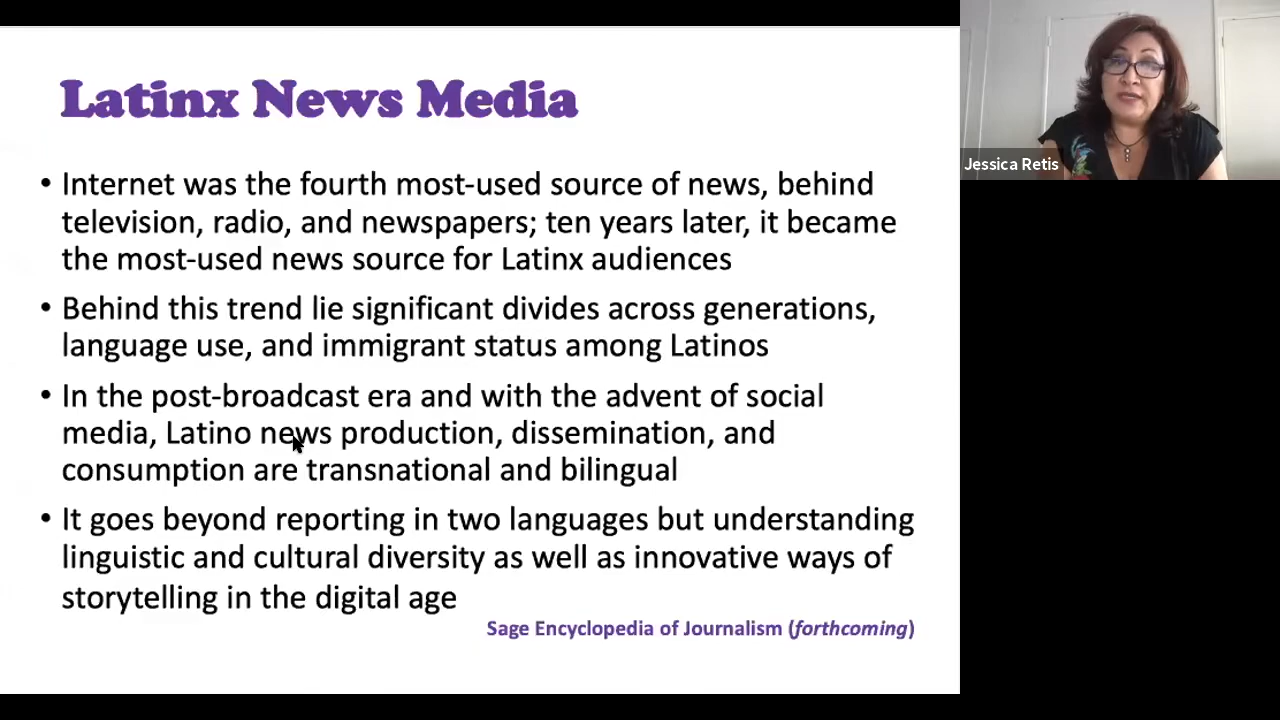 Latinx News Media
• Internet was the fourth most-used source of news, behind
television, radio, and newspapers; ten years later, it became
the most-used news source for Latinx audiences
• Behind this trend lie significant divides across generations,
language use, and immigrant status among Latinos
• In the post-broadcast era and with the advent of social
media, Latino news production, dissemination, and
consumption are transnational and bilingual
• It goes beyond reporting in two languages but understanding
linguistic and cultural diversity as well as innovative ways of
storytelling in the digital age
Sage Encyclopedia of Journalism (forthcoming)
Jessica Retis